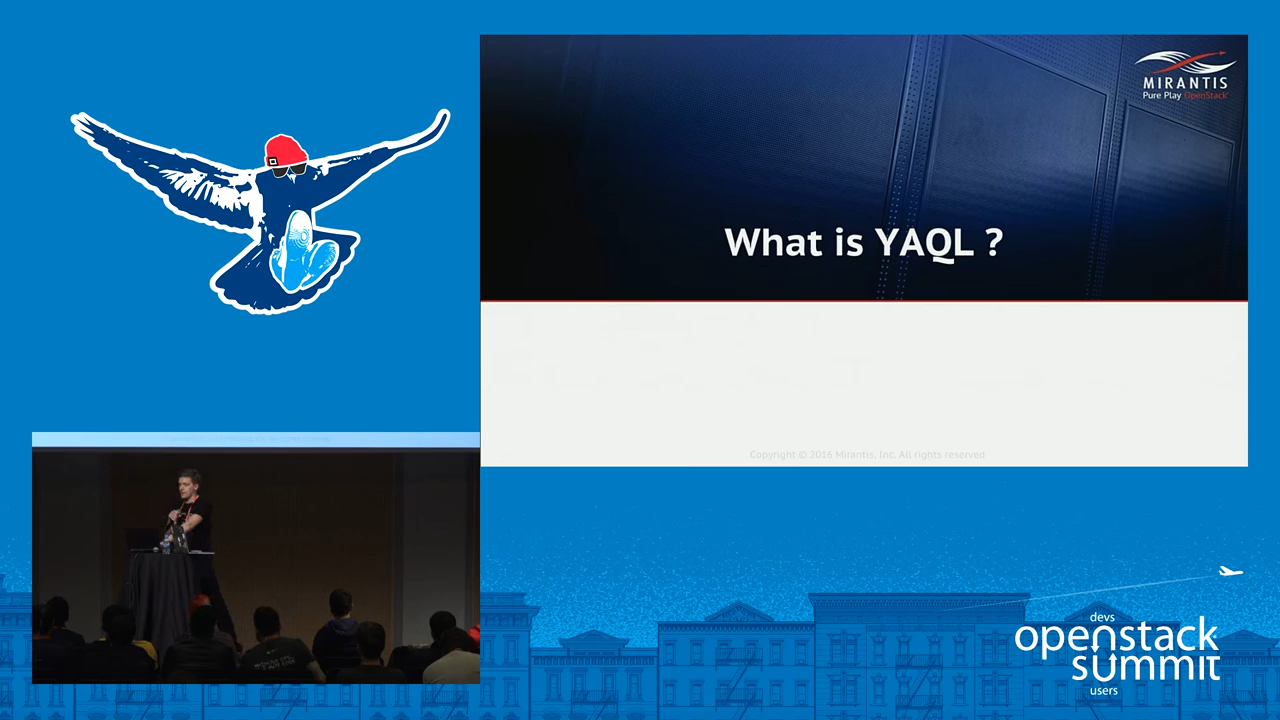 MIRANTIS
Pure Play OpenStack
What is YAQL ?
Copyright © 2016 Mirantis, Inc. All rights reserved
devs
openstack
summit
users